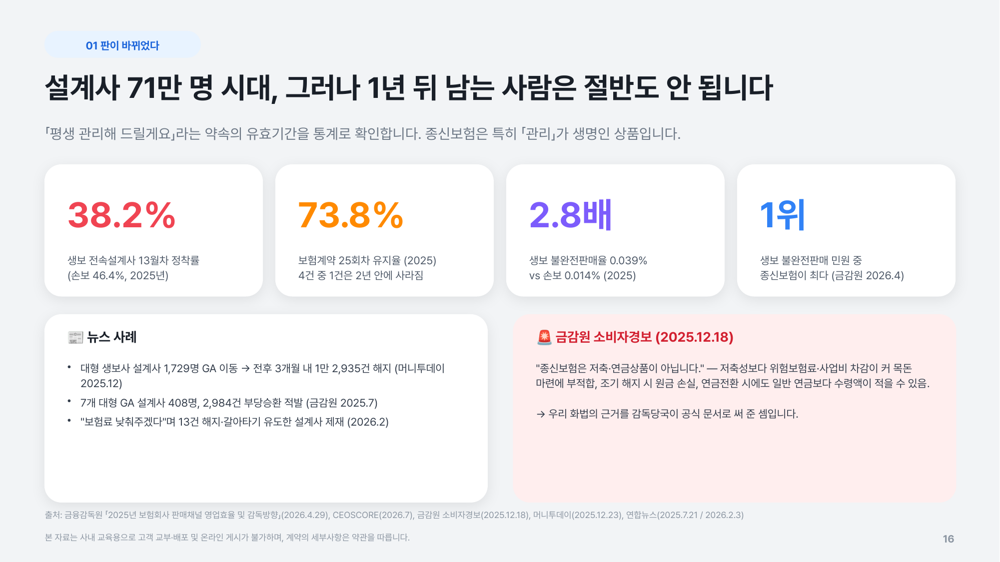 01 판이 바뀌었다
설계사 71만 명 시대, 그러나 1년 뒤 남는 사람은 절반도 안 됩니다
「평생 관리해 드릴게요」라는 약속의 유효기간을 통계로 확인합니다. 종신보험은 특히 「관리」가 생명인 상품입니다.
38.2%
생보 전속설계사 13월차 정착률
(손보 46.4%, 2025년)
73.8%
보험계약 25회차 유지율 (2025)
4건 중 1건은 2년 안에 사라짐
2.8배
생보 불완전판매율 0.039%
vs 손보 0.014% (2025)
1위
생보 불완전판매 민원 중
종신보험이 최다 (금감원 2026.4)
📰 뉴스 사례
• 대형 생보사 설계사 1,729명 GA 이동 → 전후 3개월 내 1만 2,935건 해지 (머니투데이
2025.12)
• 7개 대형 GA 설계사 408명, 2,984건 부당승환 적발 (금감원 2025.7)
• "보험료 낮춰주겠다"며 13건 해지·갈아타기 유도한 설계사 제재 (2026.2)
🚨 금감원 소비자경보 (2025.12.18)
"종신보험은 저축·연금상품이 아닙니다." — 저축성보다 위험보험료·사업비 차감이 커 목돈
마련에 부적합, 조기 해지 시 원금 손실, 연금전환 시에도 일반 연금보다 수령액이 적을 수 있음.
→ 우리 화법의 근거를 감독당국이 공식 문서로 써 준 셈입니다.
출처: 금융감독원 「2025년 보험회사 판매채널 영업효율 및 감독방향」(2026.4.29), CEOSCORE(2026.7), 금감원 소비자경보(2025.12.18), 머니투데이(2025.12.23), 연합뉴스(2025.7.21 / 2026.2.3)
본 자료는 사내 교육용으로 고객 교부·배포 및 온라인 게시가 불가하며, 계약의 세부사항은 약관을 따릅니다.
16